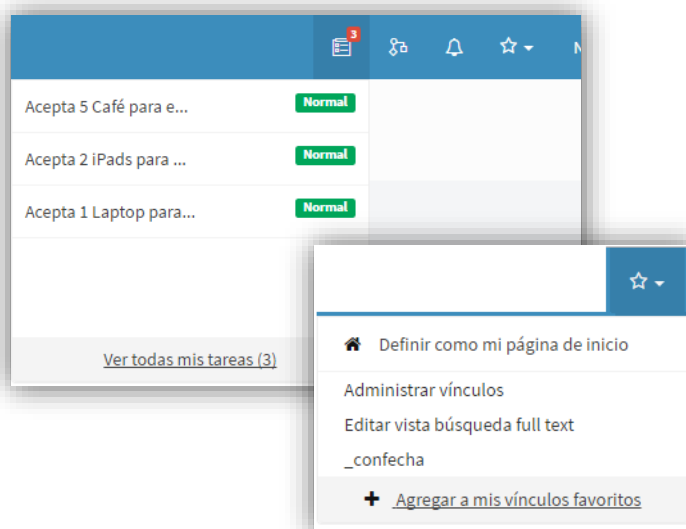 3
N
Acepta 5 Café para e...
Normal
Acepta 2 iPads para ...
Normal
Acepta 1 Laptop para...
Normal
Ver todas mis tareas (3)
Definir como mi página de inicio
Administrar vínculos
Editar vista búsqueda full text
_confecha
Agregar a mis vínculos favoritos